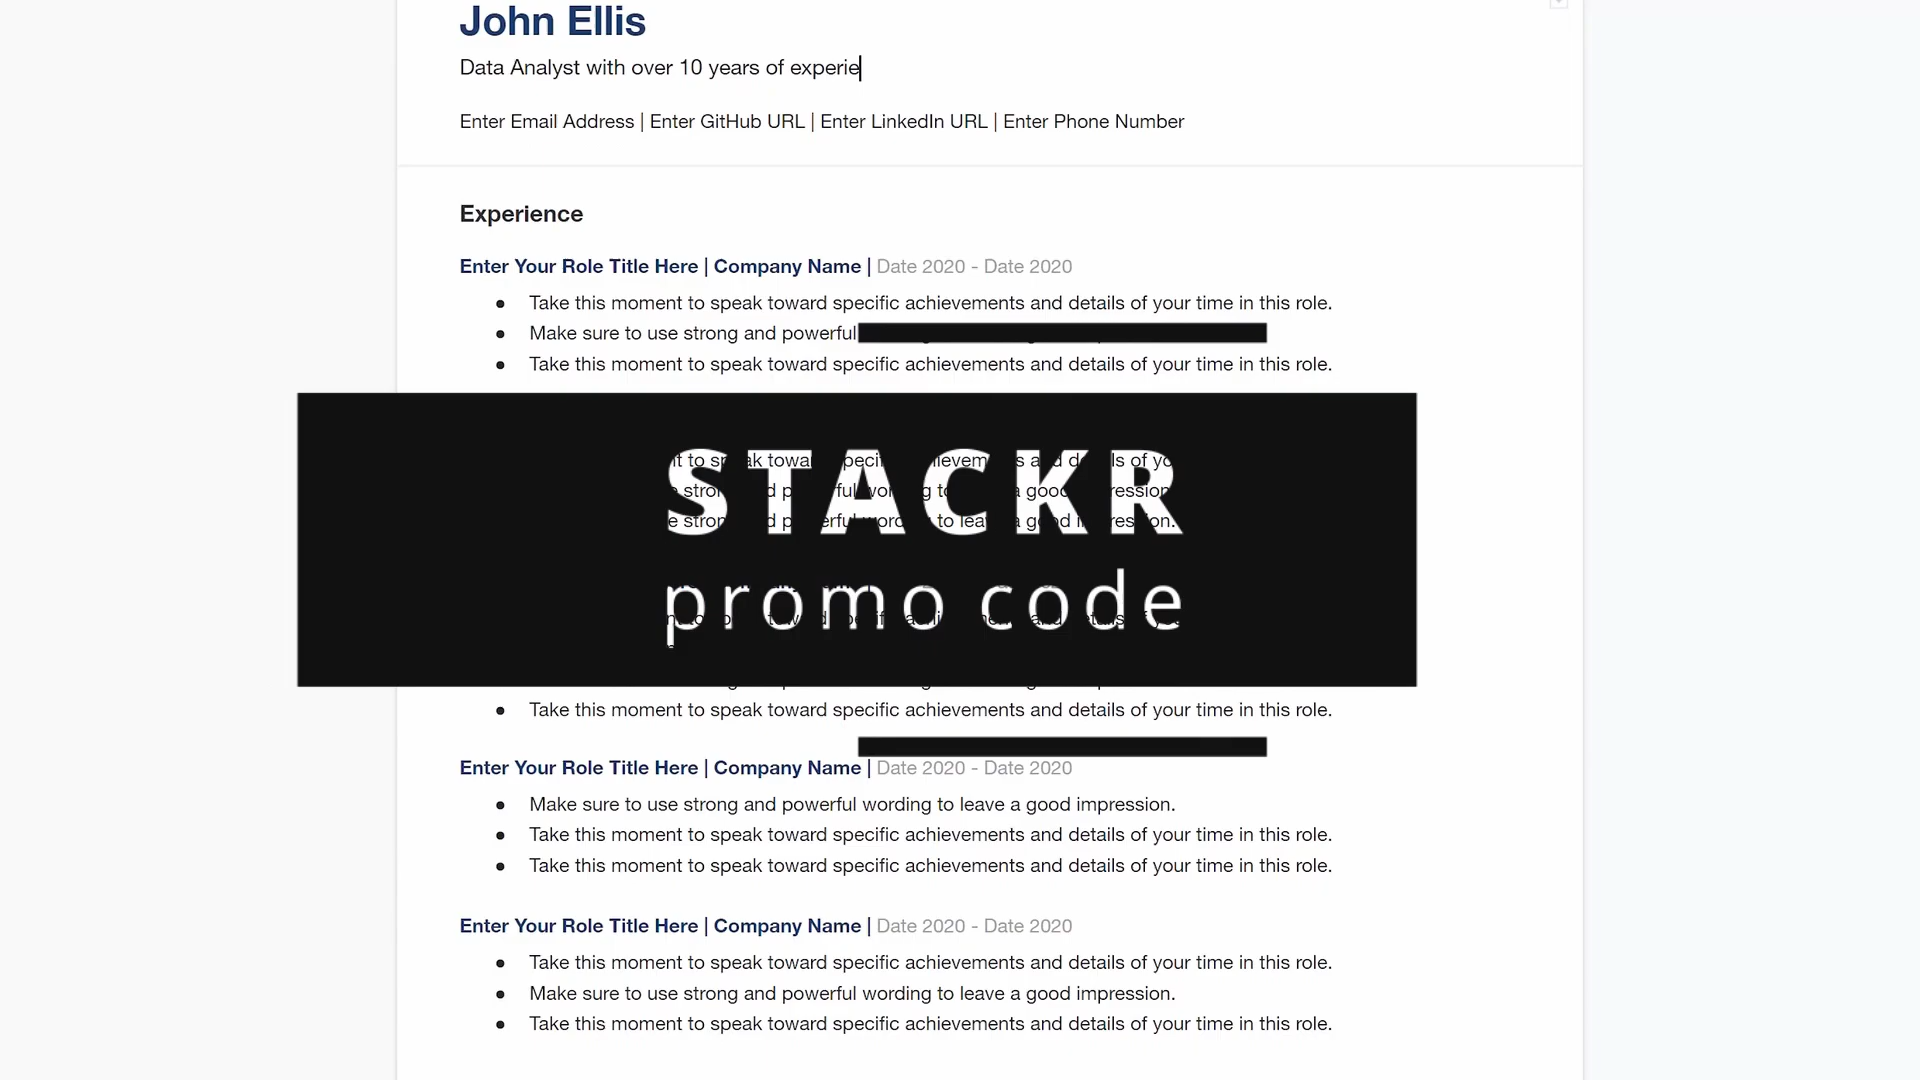 John Ellis
Data Analyst with over 10 years of experie
Enter Email Address | Enter GitHub URL | Enter LinkedIn URL | Enter Phone Number
Experience
Enter Your Role Title Here | Company Name | Date 2020 - Date 2020
• Take this moment to speak toward specific achievements and details of your time in this role.
• Make sure to use strong and powerful
• Take this moment to speak toward specific achievements and details of your time in this role.
STACKR
promo code
• Take this moment to speak toward specific achievements and details of your time in this role.
Enter Your Role Title Here | Company Name | Date 2020 - Date 2020
• Make sure to use strong and powerful wording to leave a good impression.
• Take this moment to speak toward specific achievements and details of your time in this role.
• Take this moment to speak toward specific achievements and details of your time in this role.
Enter Your Role Title Here | Company Name | Date 2020 - Date 2020
• Take this moment to speak toward specific achievements and details of your time in this role.
• Make sure to use strong and powerful wording to leave a good impression.
• Take this moment to speak toward specific achievements and details of your time in this role.